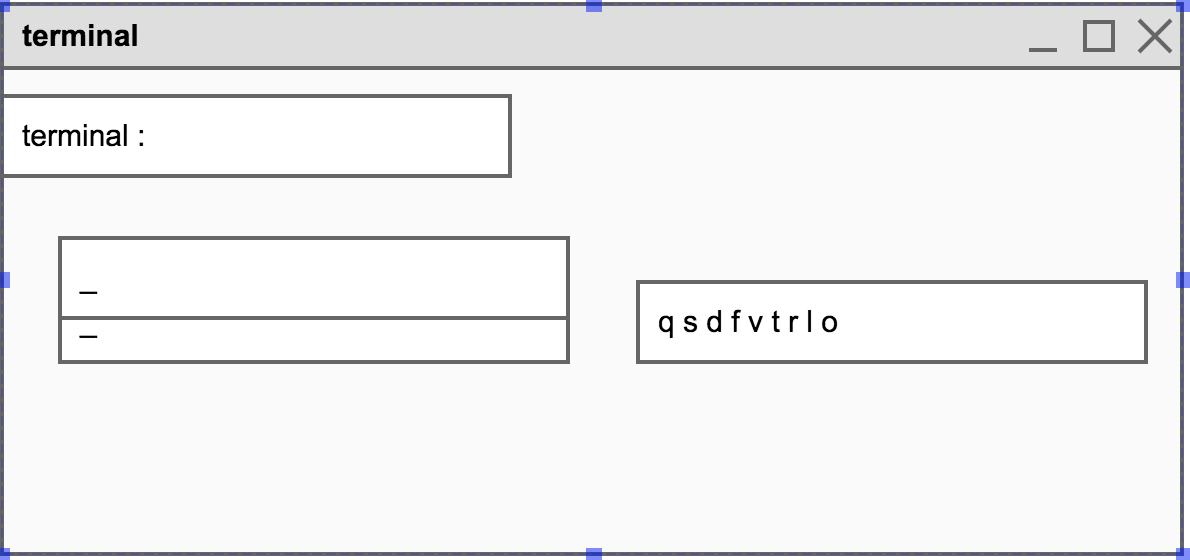 terminal
terminal :
_
_
q s d f v t r l o